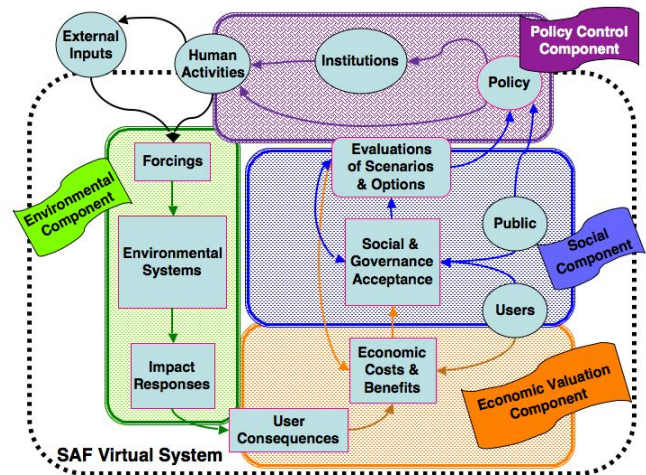 External
Inputs
Human
Activities
Institutions
Policy
Policy Control
Component
Forcings
Evaluations
of Scenarios
& Options
Environmental
Component
Environmental
Systems
Social &
Governance
Acceptance
Public
Social
Component
Users
Impact
Responses
Economic
Costs &
Benefits
Economic Valuation
Component
User
Consequences
SAF Virtual System